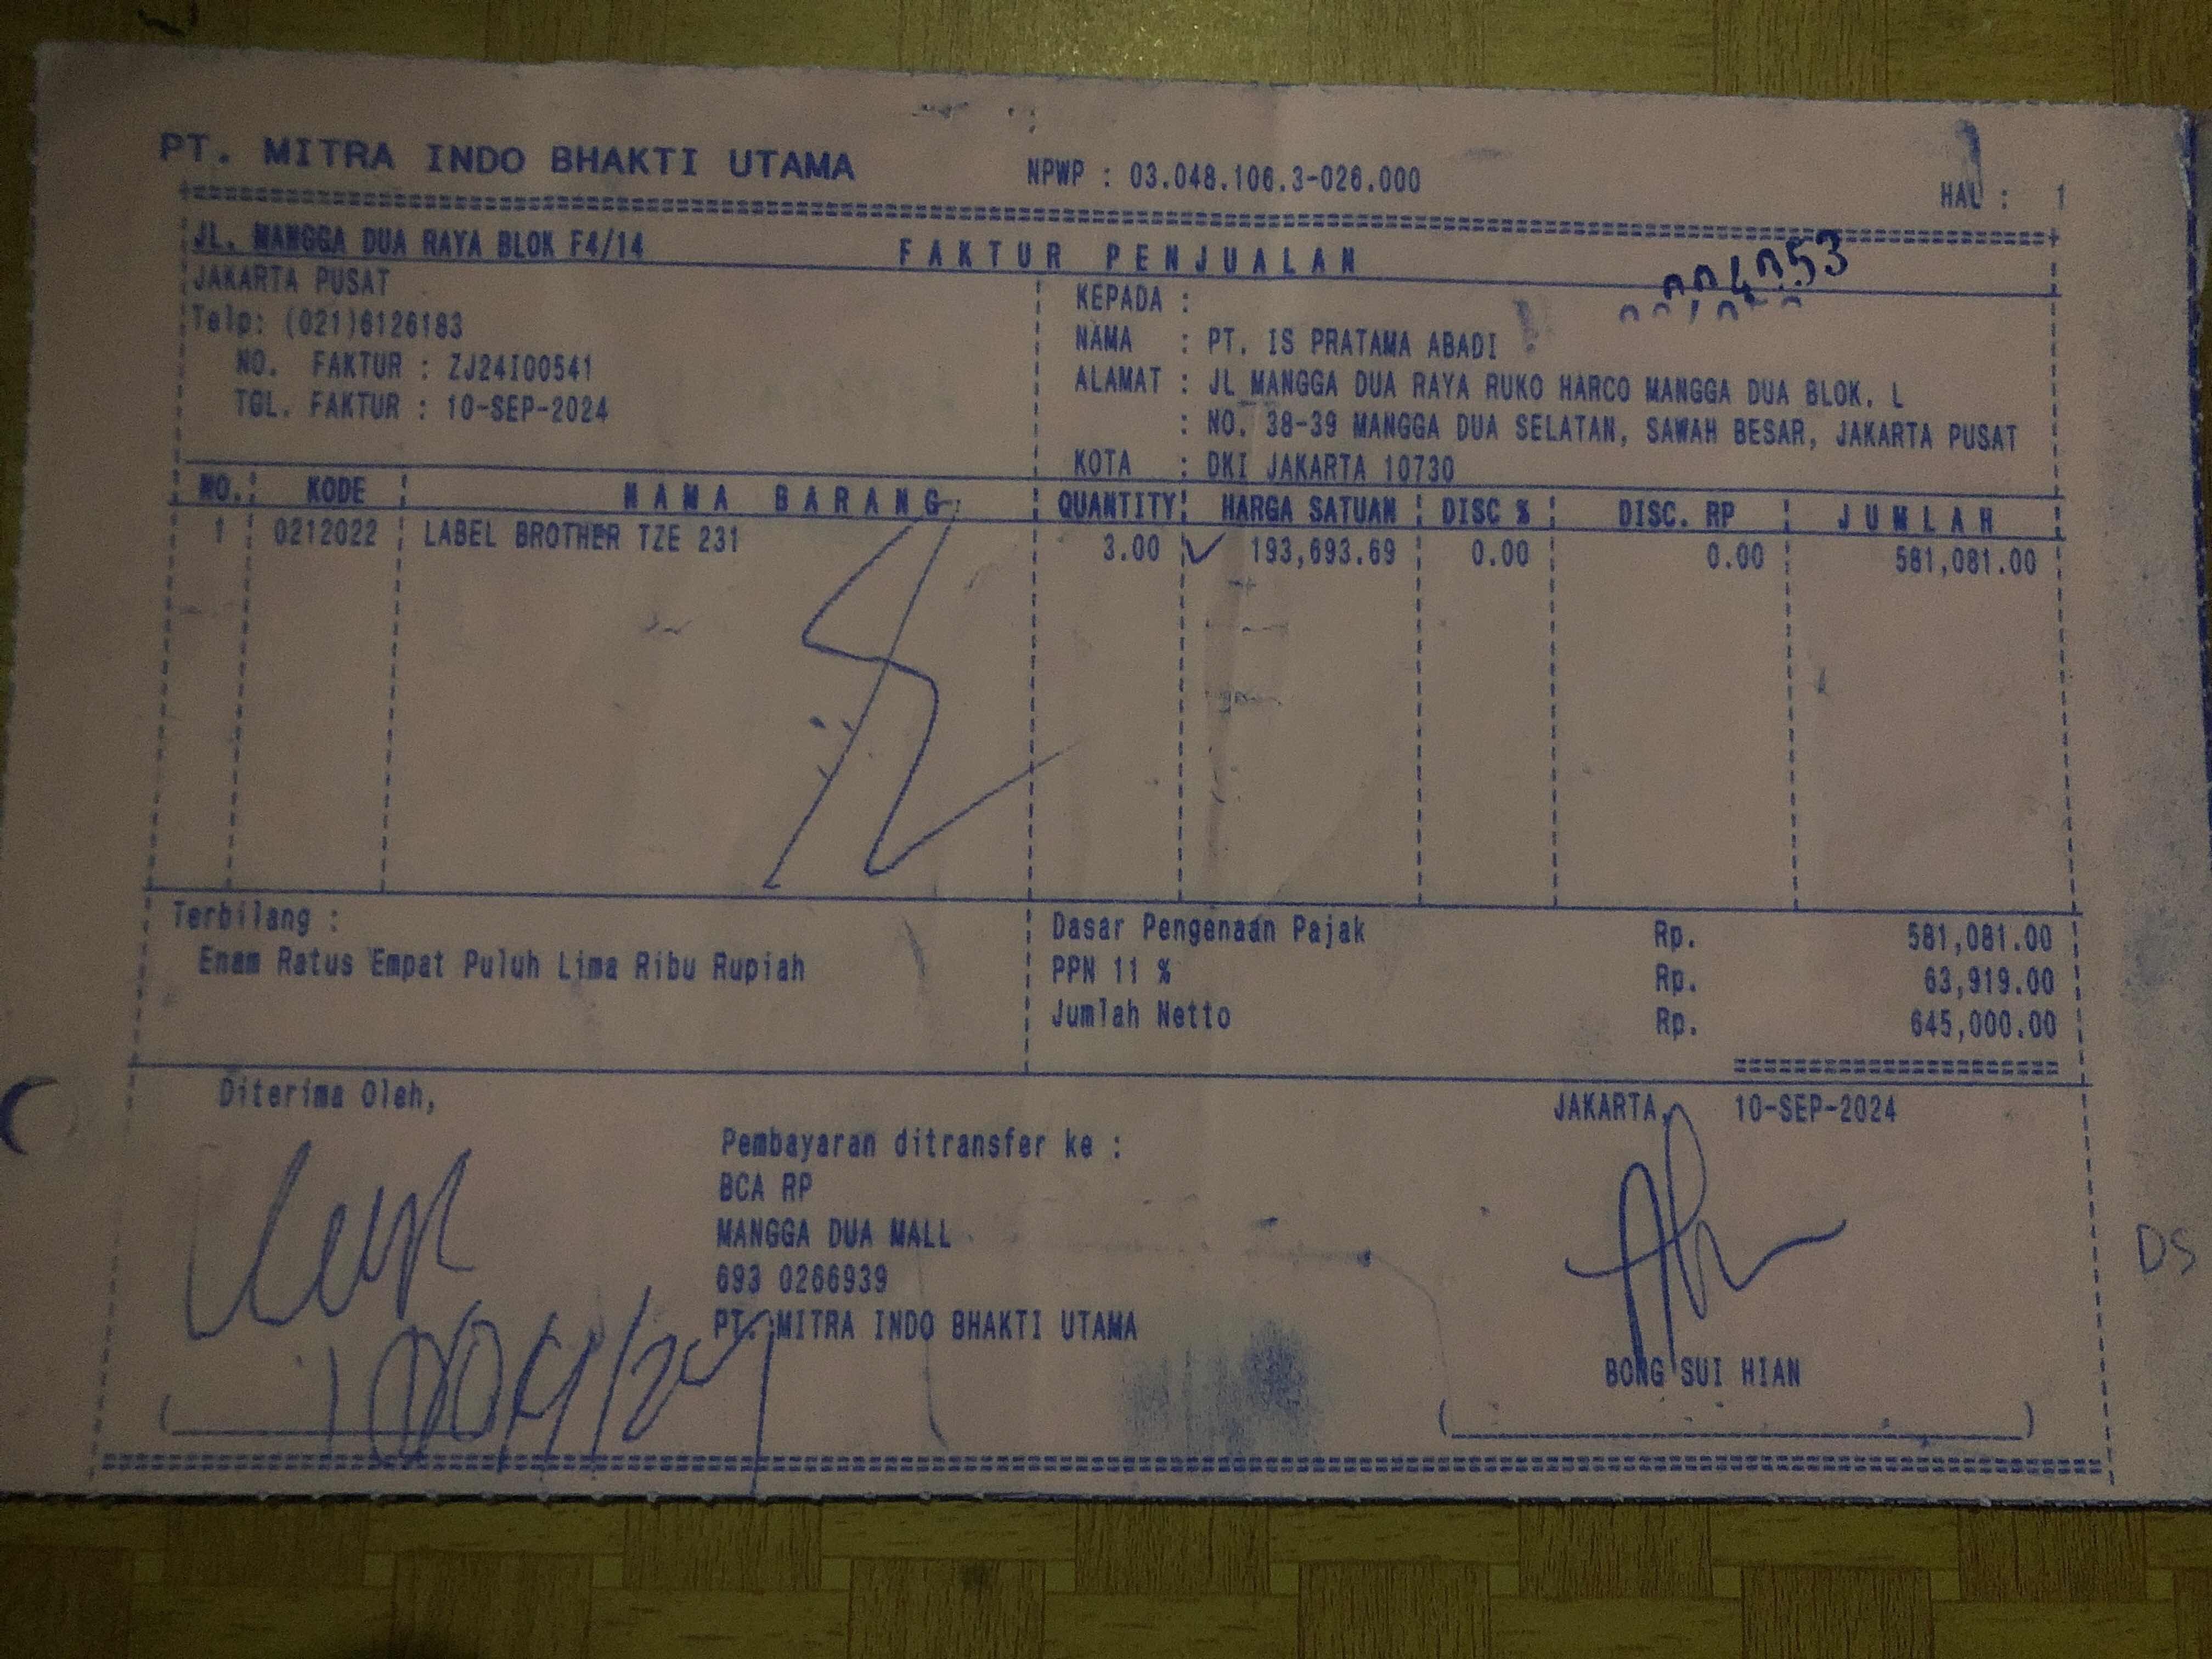 PT. MITRA INDO BHAKTI UTAMA NPWP : 03.048.106.3-026.000 HAL : 1
JL. MANGGA DUA RAYA BLOK F4/14 FAKTUR PENJUALAN
JAKARTA PUSAT
Telp: (021)6126183
NO. FAKTUR : ZJ24I00541
TGL. FAKTUR : 10-SEP-2024
004053
KEPADA :
NAMA : PT. IS PRATAMA ABADI
ALAMAT : JL MANGGA DUA RAYA RUKO HARCO MANGGA DUA BLOK. L
: NO. 38-39 MANGGA DUA SELATAN, SAWAH BESAR, JAKARTA PUSAT
KOTA : DKI JAKARTA 10730
NO. KODE NAMA BARANG QUANTITY HARGA SATUAN DISC % DISC. RP JUMLAH
1 0212022 LABEL BROTHER TZE 231 3.00 193,693.69 0.00 0.00 581,081.00
Terbilang :
Enam Ratus Empat Puluh Lima Ribu Rupiah
Dasar Pengenaan Pajak Rp. 581,081.00
PPN 11 % Rp. 63,919.00
Jumlah Netto Rp. 645,000.00
Diterima Oleh,
Pembayaran ditransfer ke :
BCA RP
MANGGA DUA MALL
693 0266939
PT. MITRA INDO BHAKTI UTAMA
JAKARTA, 10-SEP-2024
BONG SUI HIAN
DS